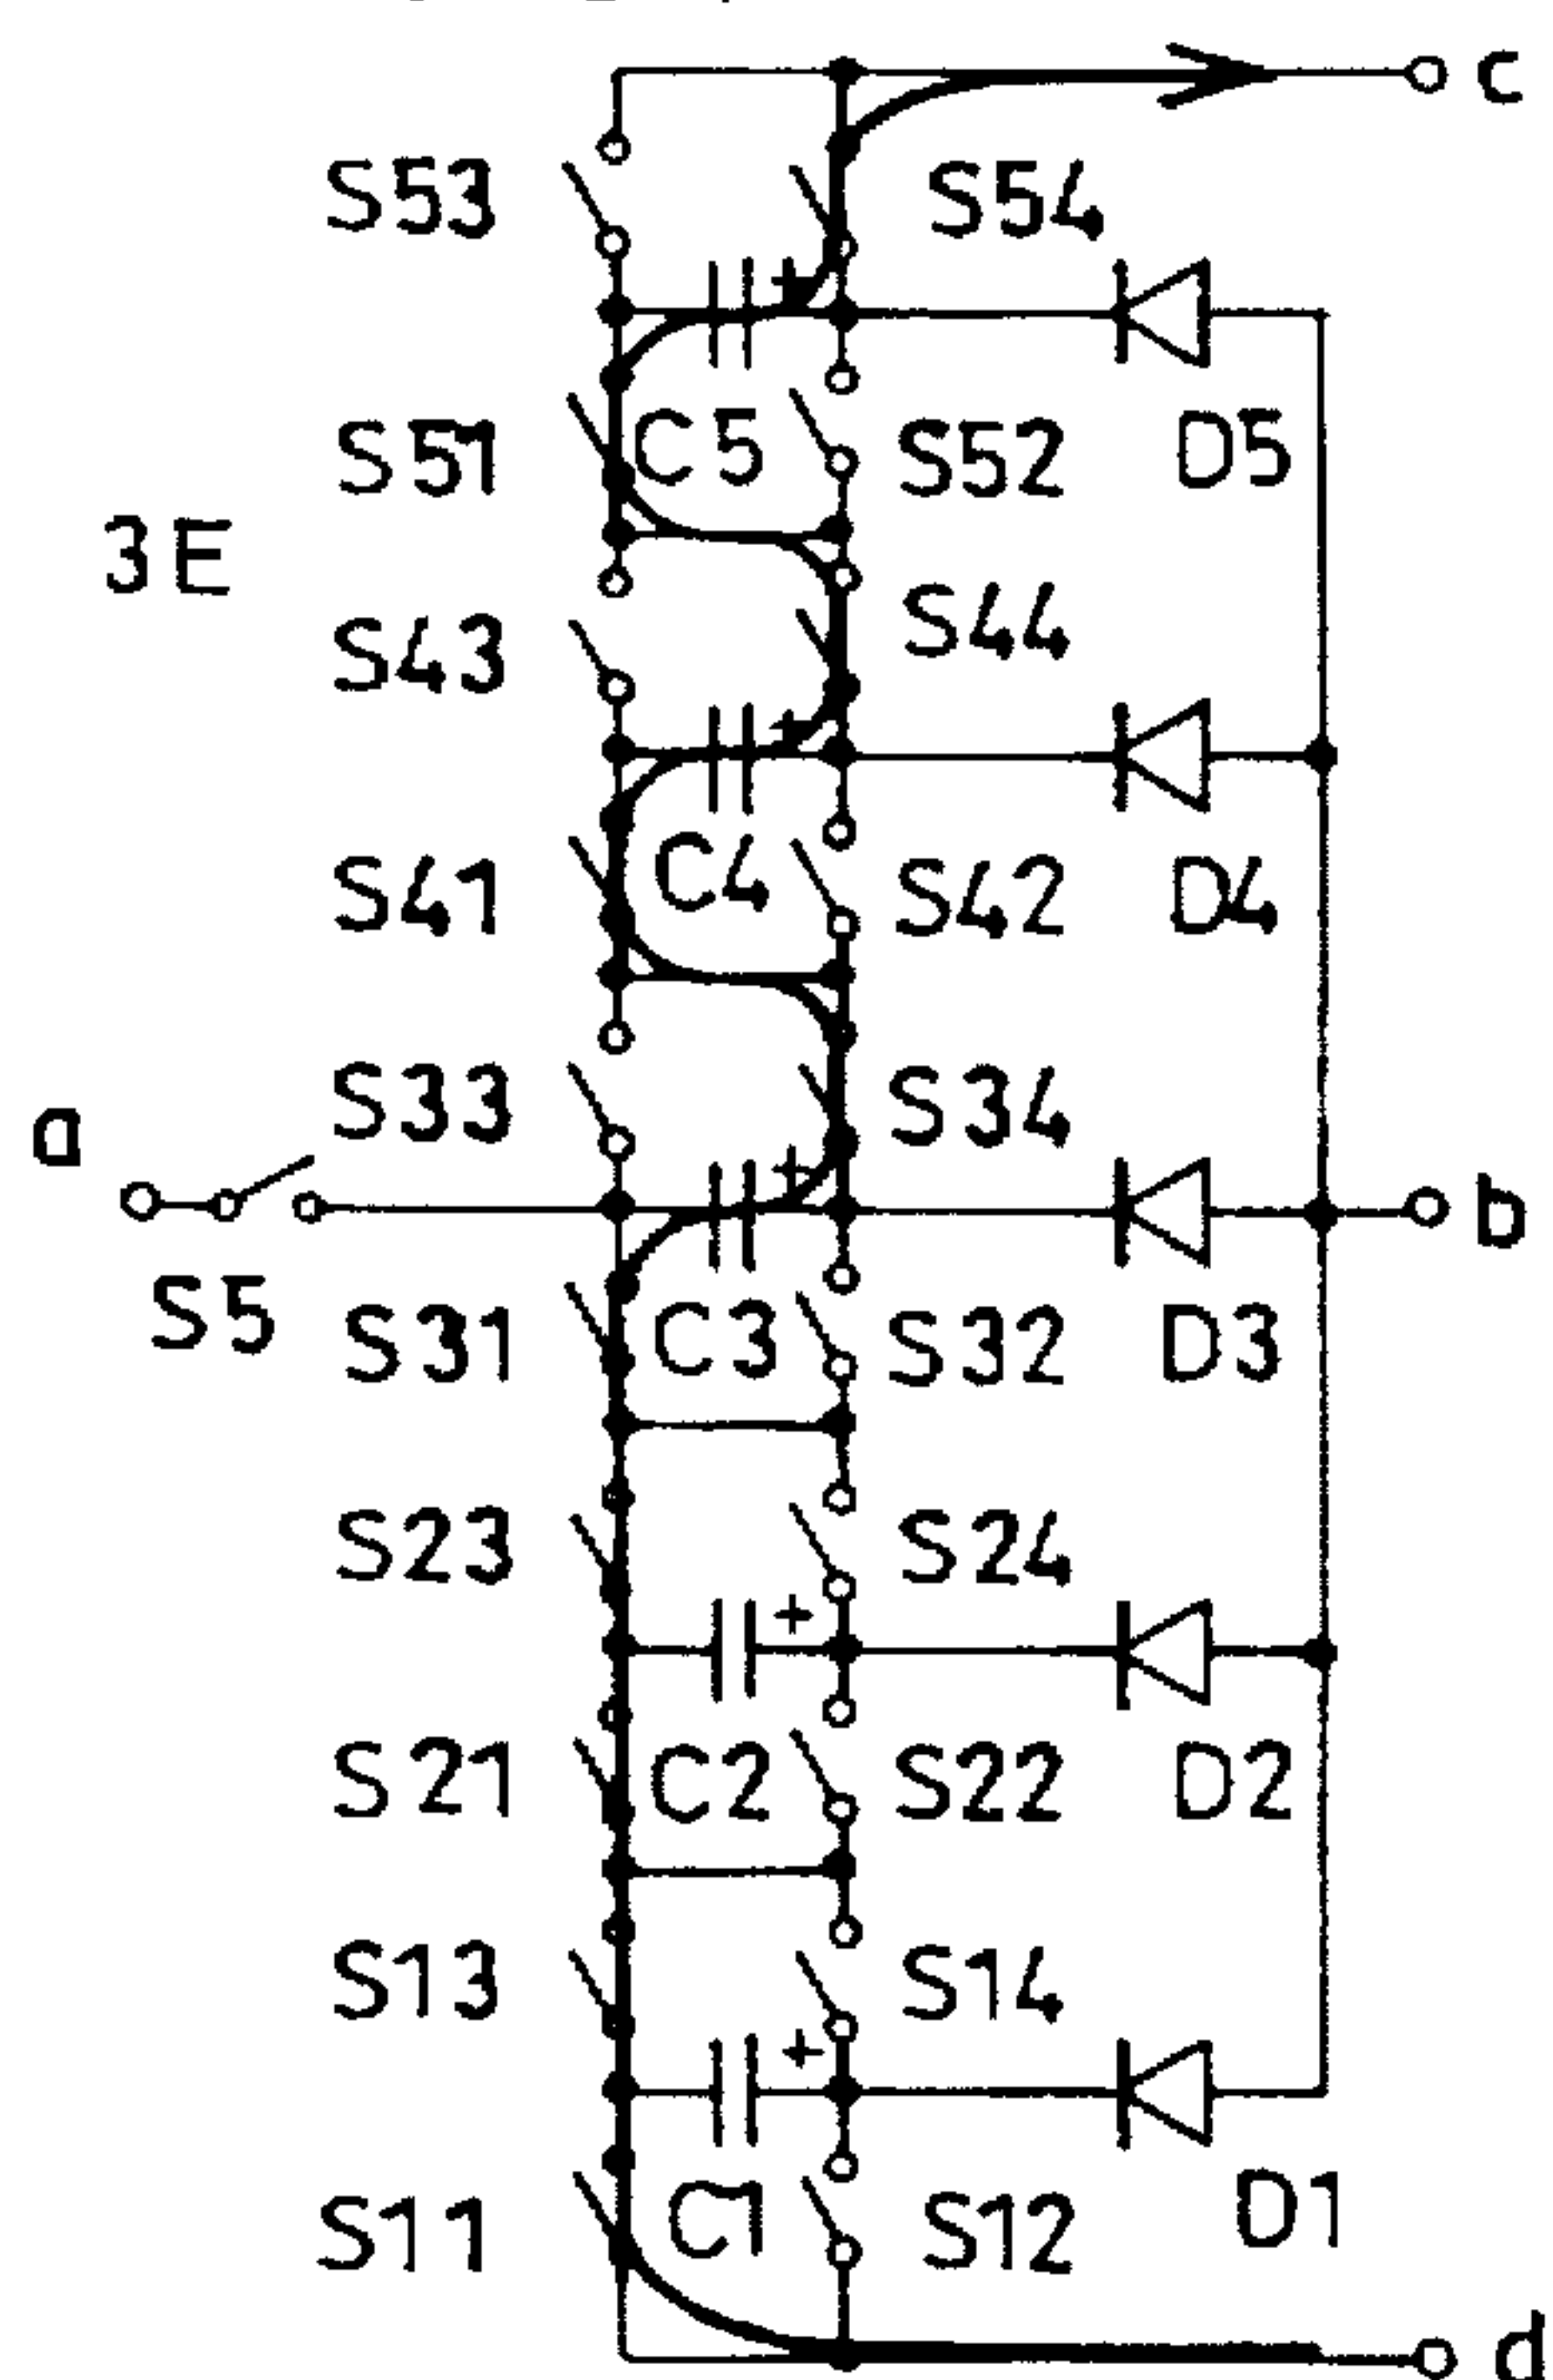 c
S53 S54
+
S51 C5 S52 D5
3E
S43 S44
+
S41 C4 S42 D4
S33 S34
a
+
b
S5 S31 C3 S32 D3
S23 S24
+
S21 C2 S22 D2
S13 S14
+
S11 C1 S12 D1
d